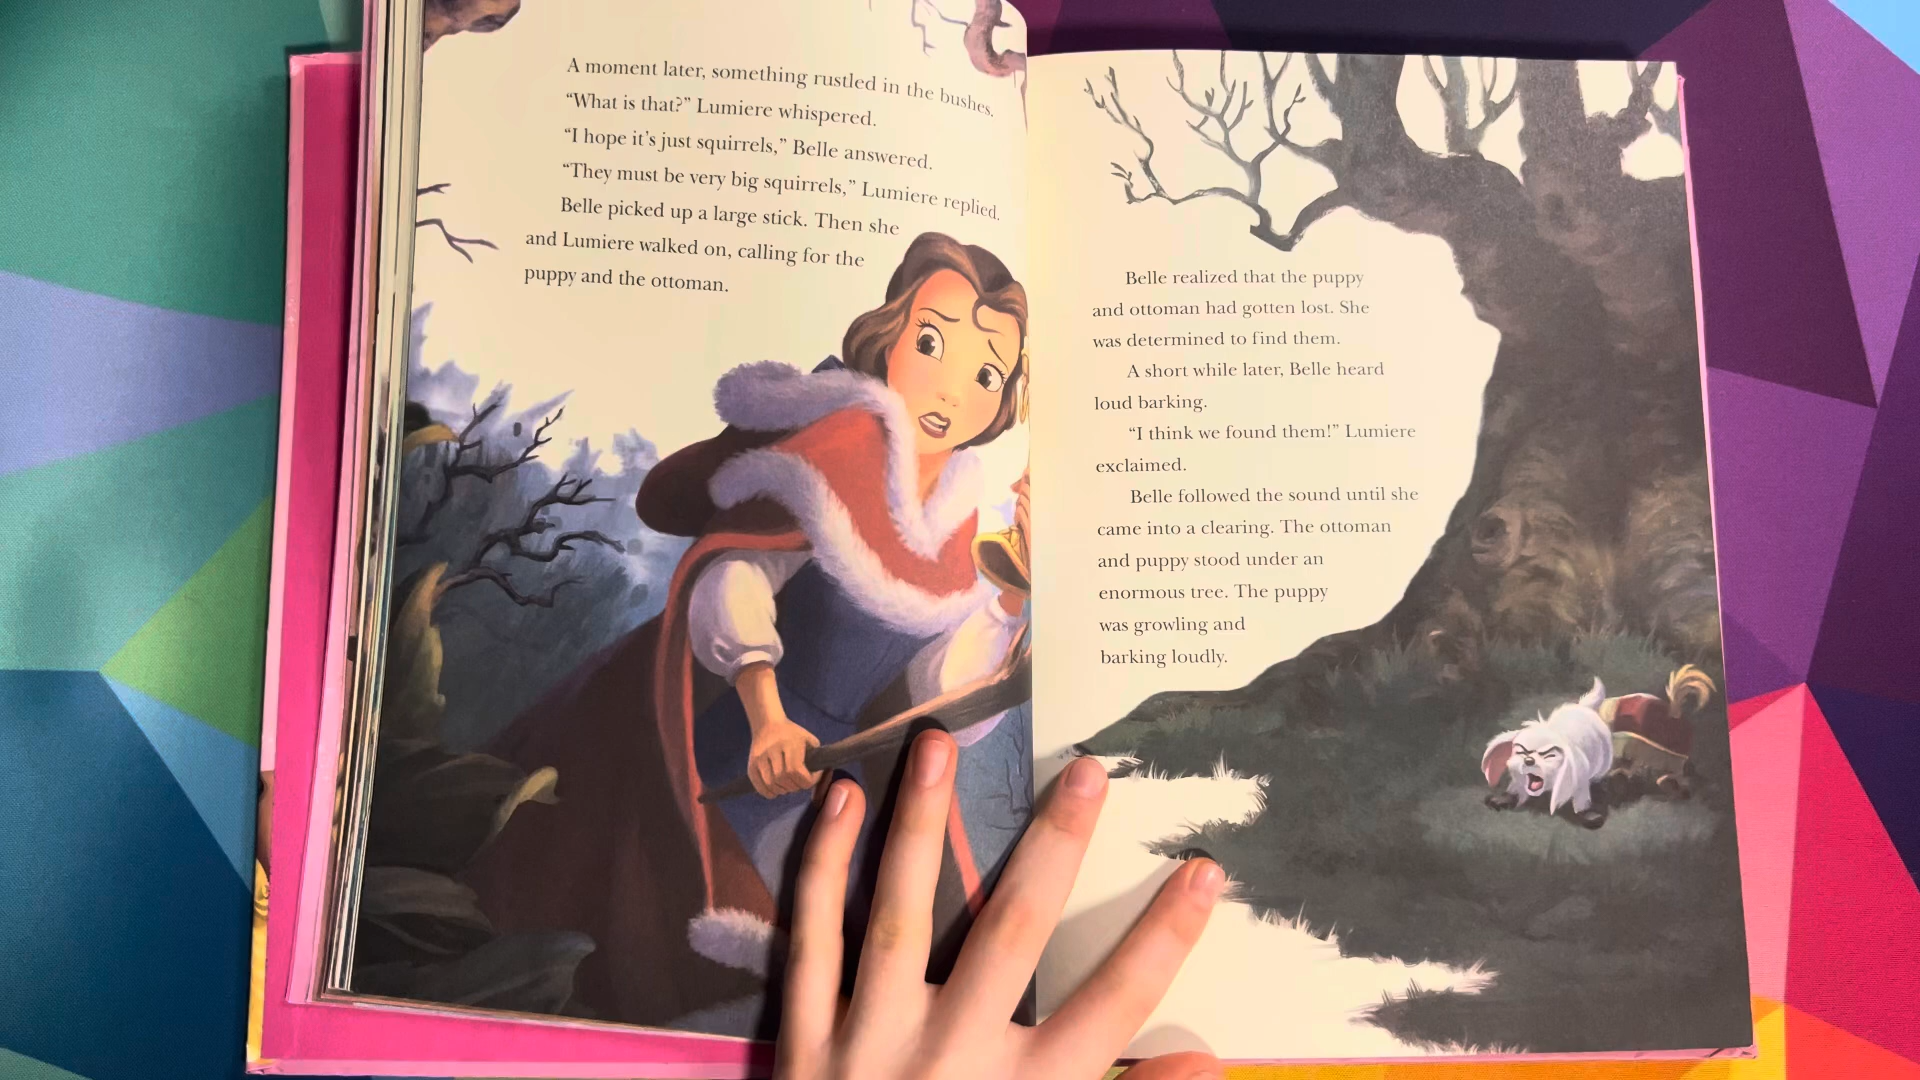 A moment later, something rustled in the bushes.
“What is that?” Lumiere whispered.
“I hope it’s just squirrels,” Belle answered.
“They must be very big squirrels,” Lumiere replied.
Belle picked up a large stick. Then she
and Lumiere walked on, calling for the
puppy and the ottoman.
Belle realized that the puppy
and ottoman had gotten lost. She
was determined to find them.
A short while later, Belle heard
loud barking.
“I think we found them!” Lumiere
exclaimed.
Belle followed the sound until she
came into a clearing. The ottoman
and puppy stood under an
enormous tree. The puppy
was growling and
barking loudly.